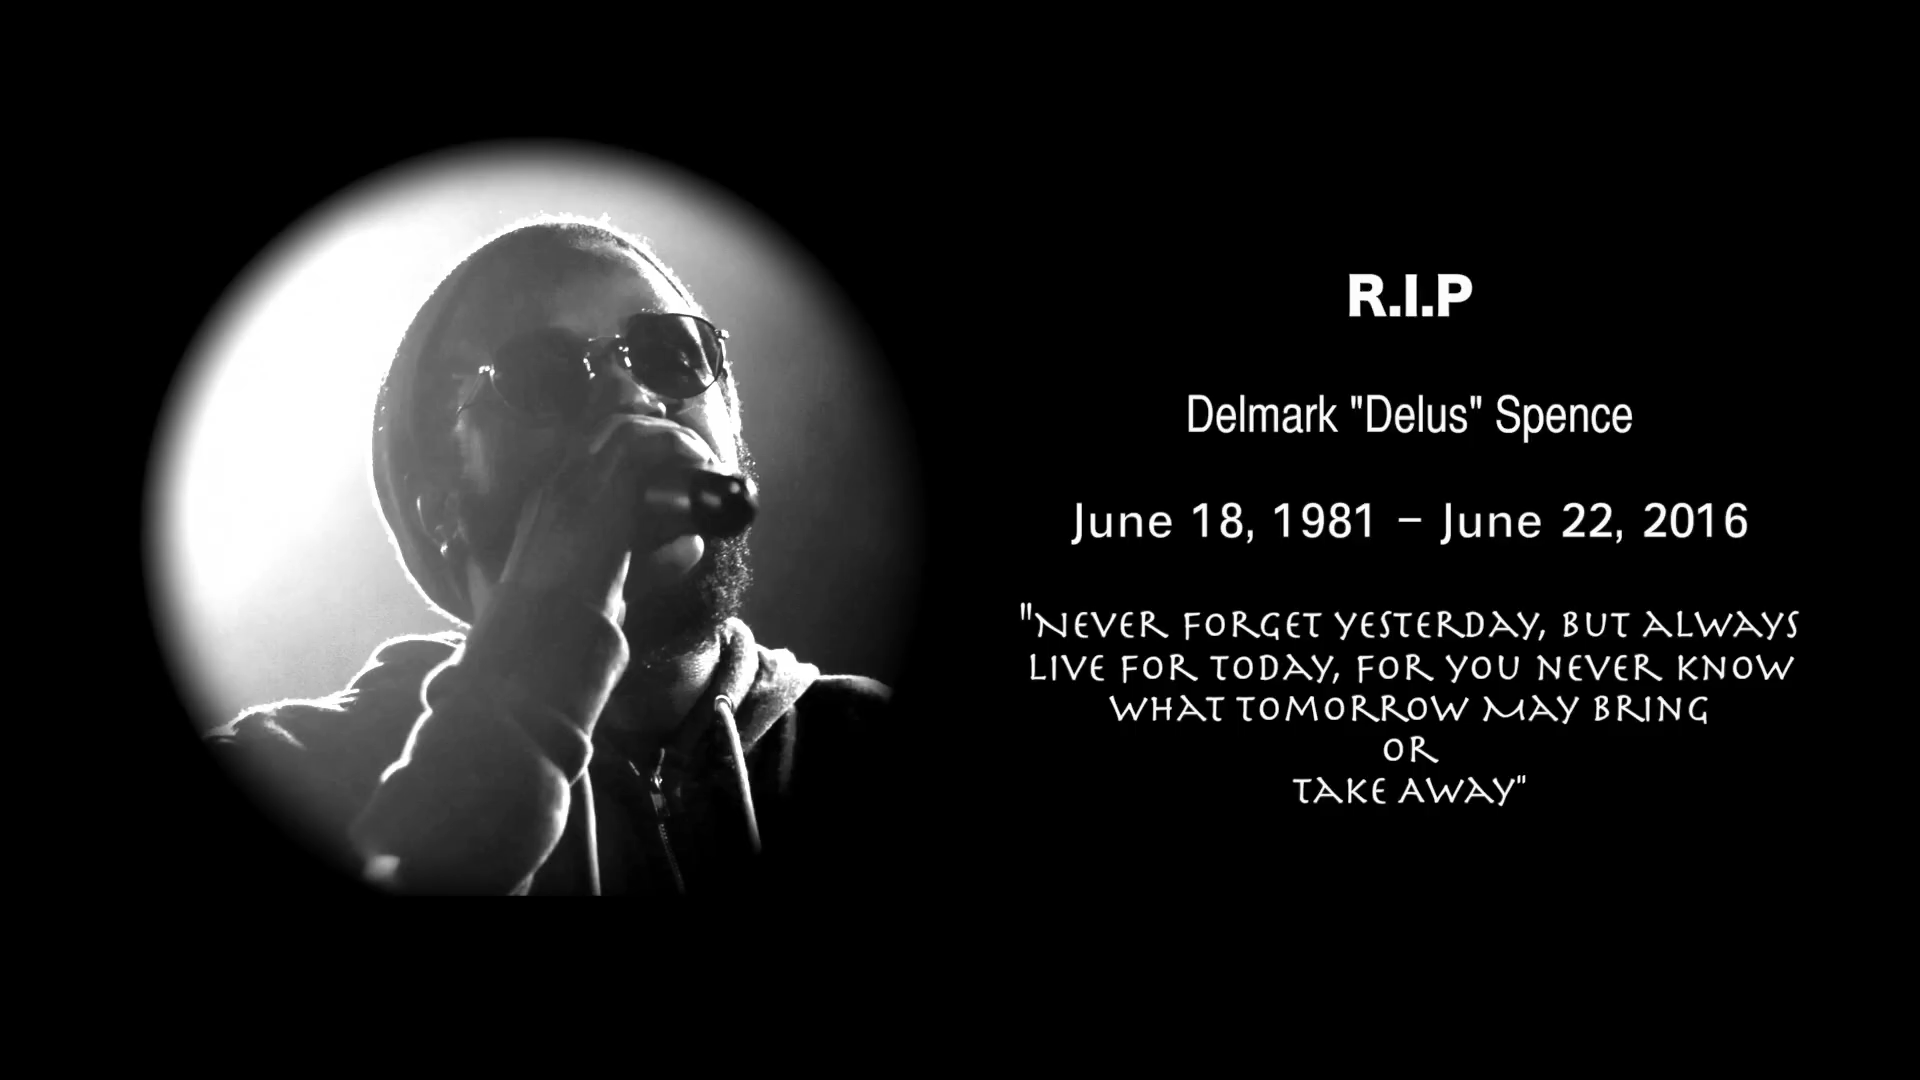 R.I.P
Delmark "Delus" Spence
June 18, 1981 – June 22, 2016
"Never forget yesterday, but always
live for today, for you never know
what tomorrow May bring
or
take Away"